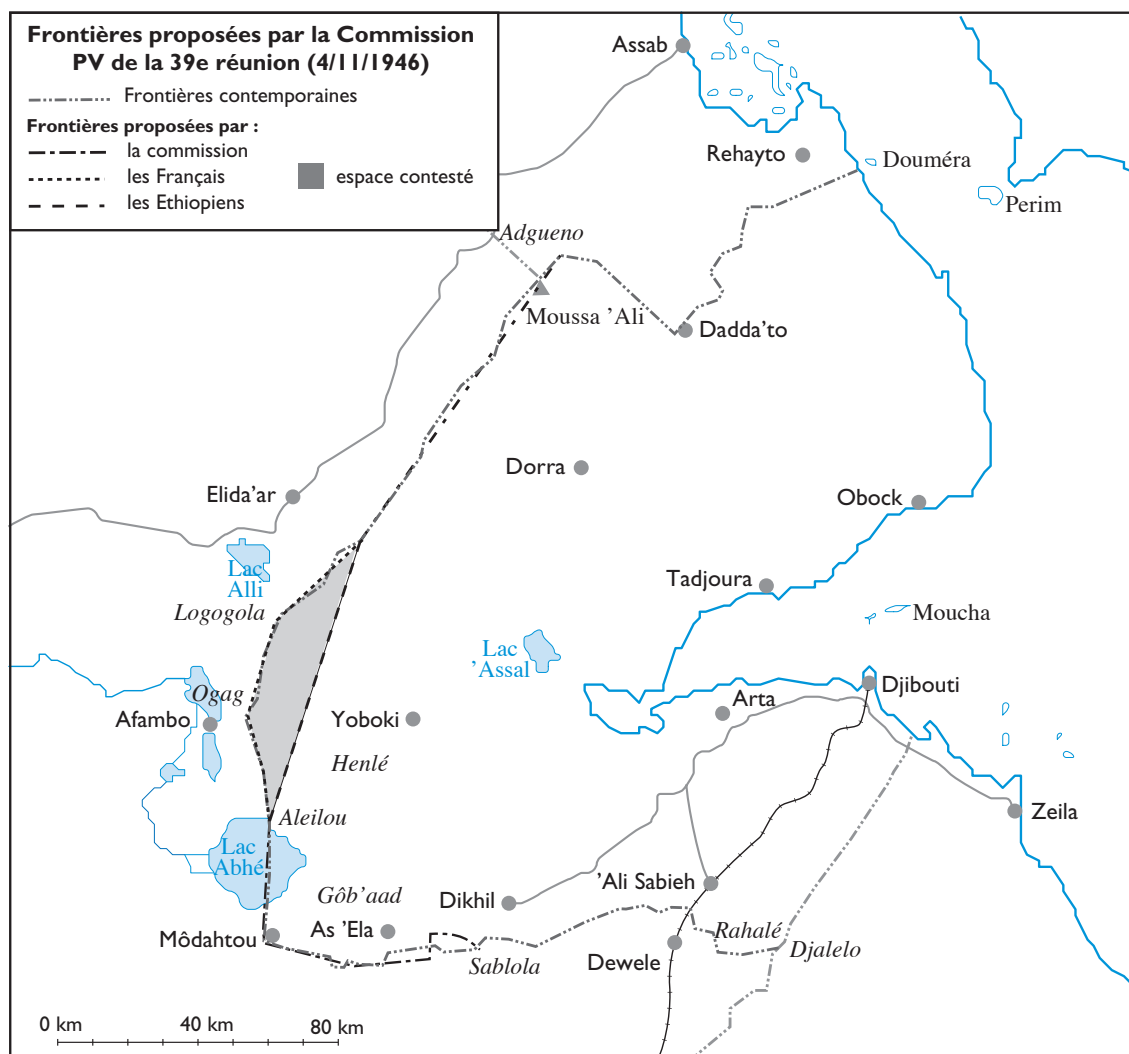 Frontières proposées par la Commission
PV de la 39e réunion (4/11/1946)
Frontières contemporaines
Frontières proposées par :
la commission
les Français
espace contesté
les Ethiopiens
Assab
Rehayto
Douméra
Perim
Adgueno
Moussa ’Ali
Dadda’to
Dorra
Elida’ar
Obock
Lac
Alli
Tadjoura
Logogola
Moucha
Lac
’Assal
Ogag
Djibouti
Afambo
Yoboki
Arta
Henlé
Aleilou
Zeila
Lac
Abhé
’Ali Sabieh
Gôb’aad
Dikhil
As ’Ela
Môdahtou
Rahalé
Djalelo
Sablola
Dewele
0 km
40 km
80 km